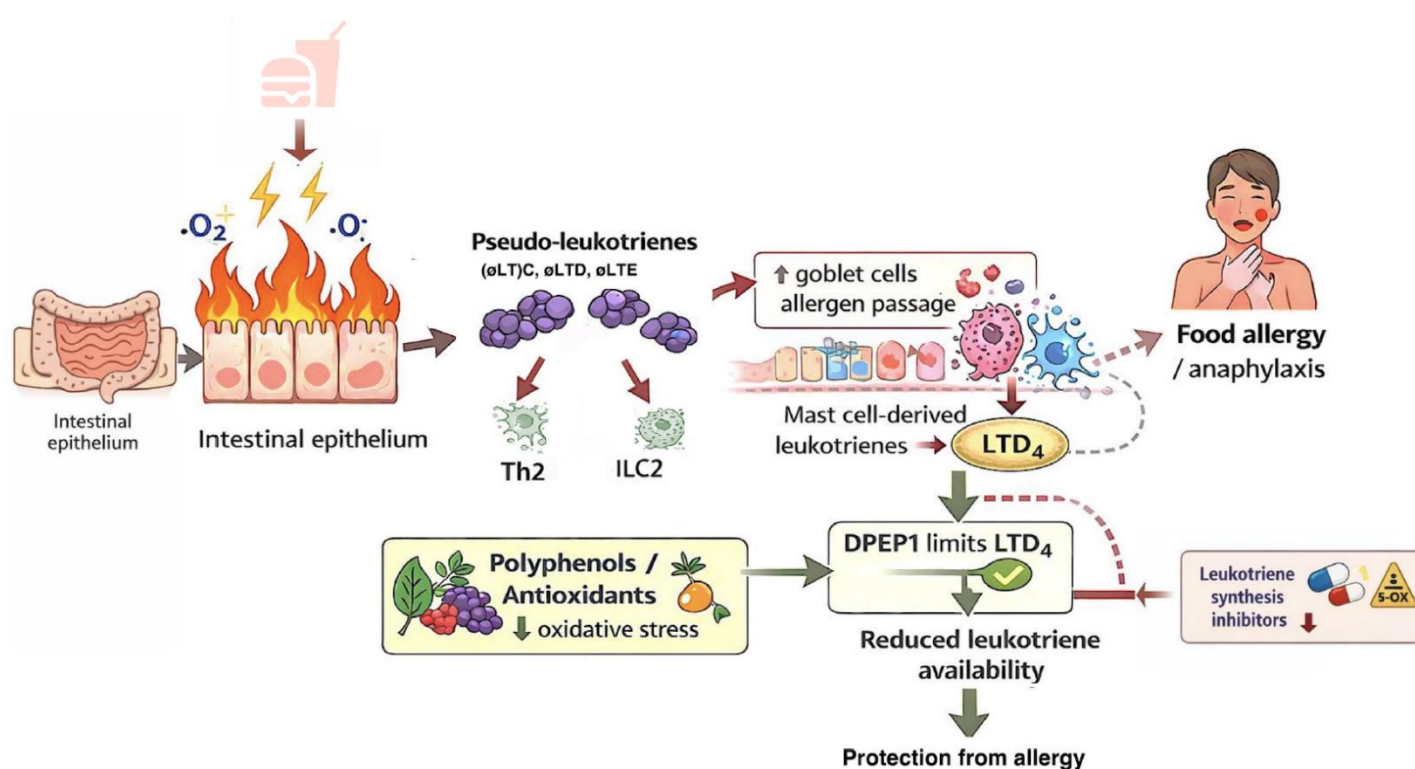 ·O₂⁺
·O:
Pseudo-leukotrienes
(øLT)C, øLTD, øLTE
↑ goblet cells
allergen passage
Food allergy
/ anaphylaxis
Intestinal
epithelium
Intestinal epithelium
Th2
ILC2
Mast cell-derived
leukotrienes
LTD₄
DPEP1 limits LTD₄
Polyphenols /
Antioxidants
↓ oxidative stress
Leukotriene
synthesis
inhibitors
5-OX
Reduced leukotriene
availability
Protection from allergy